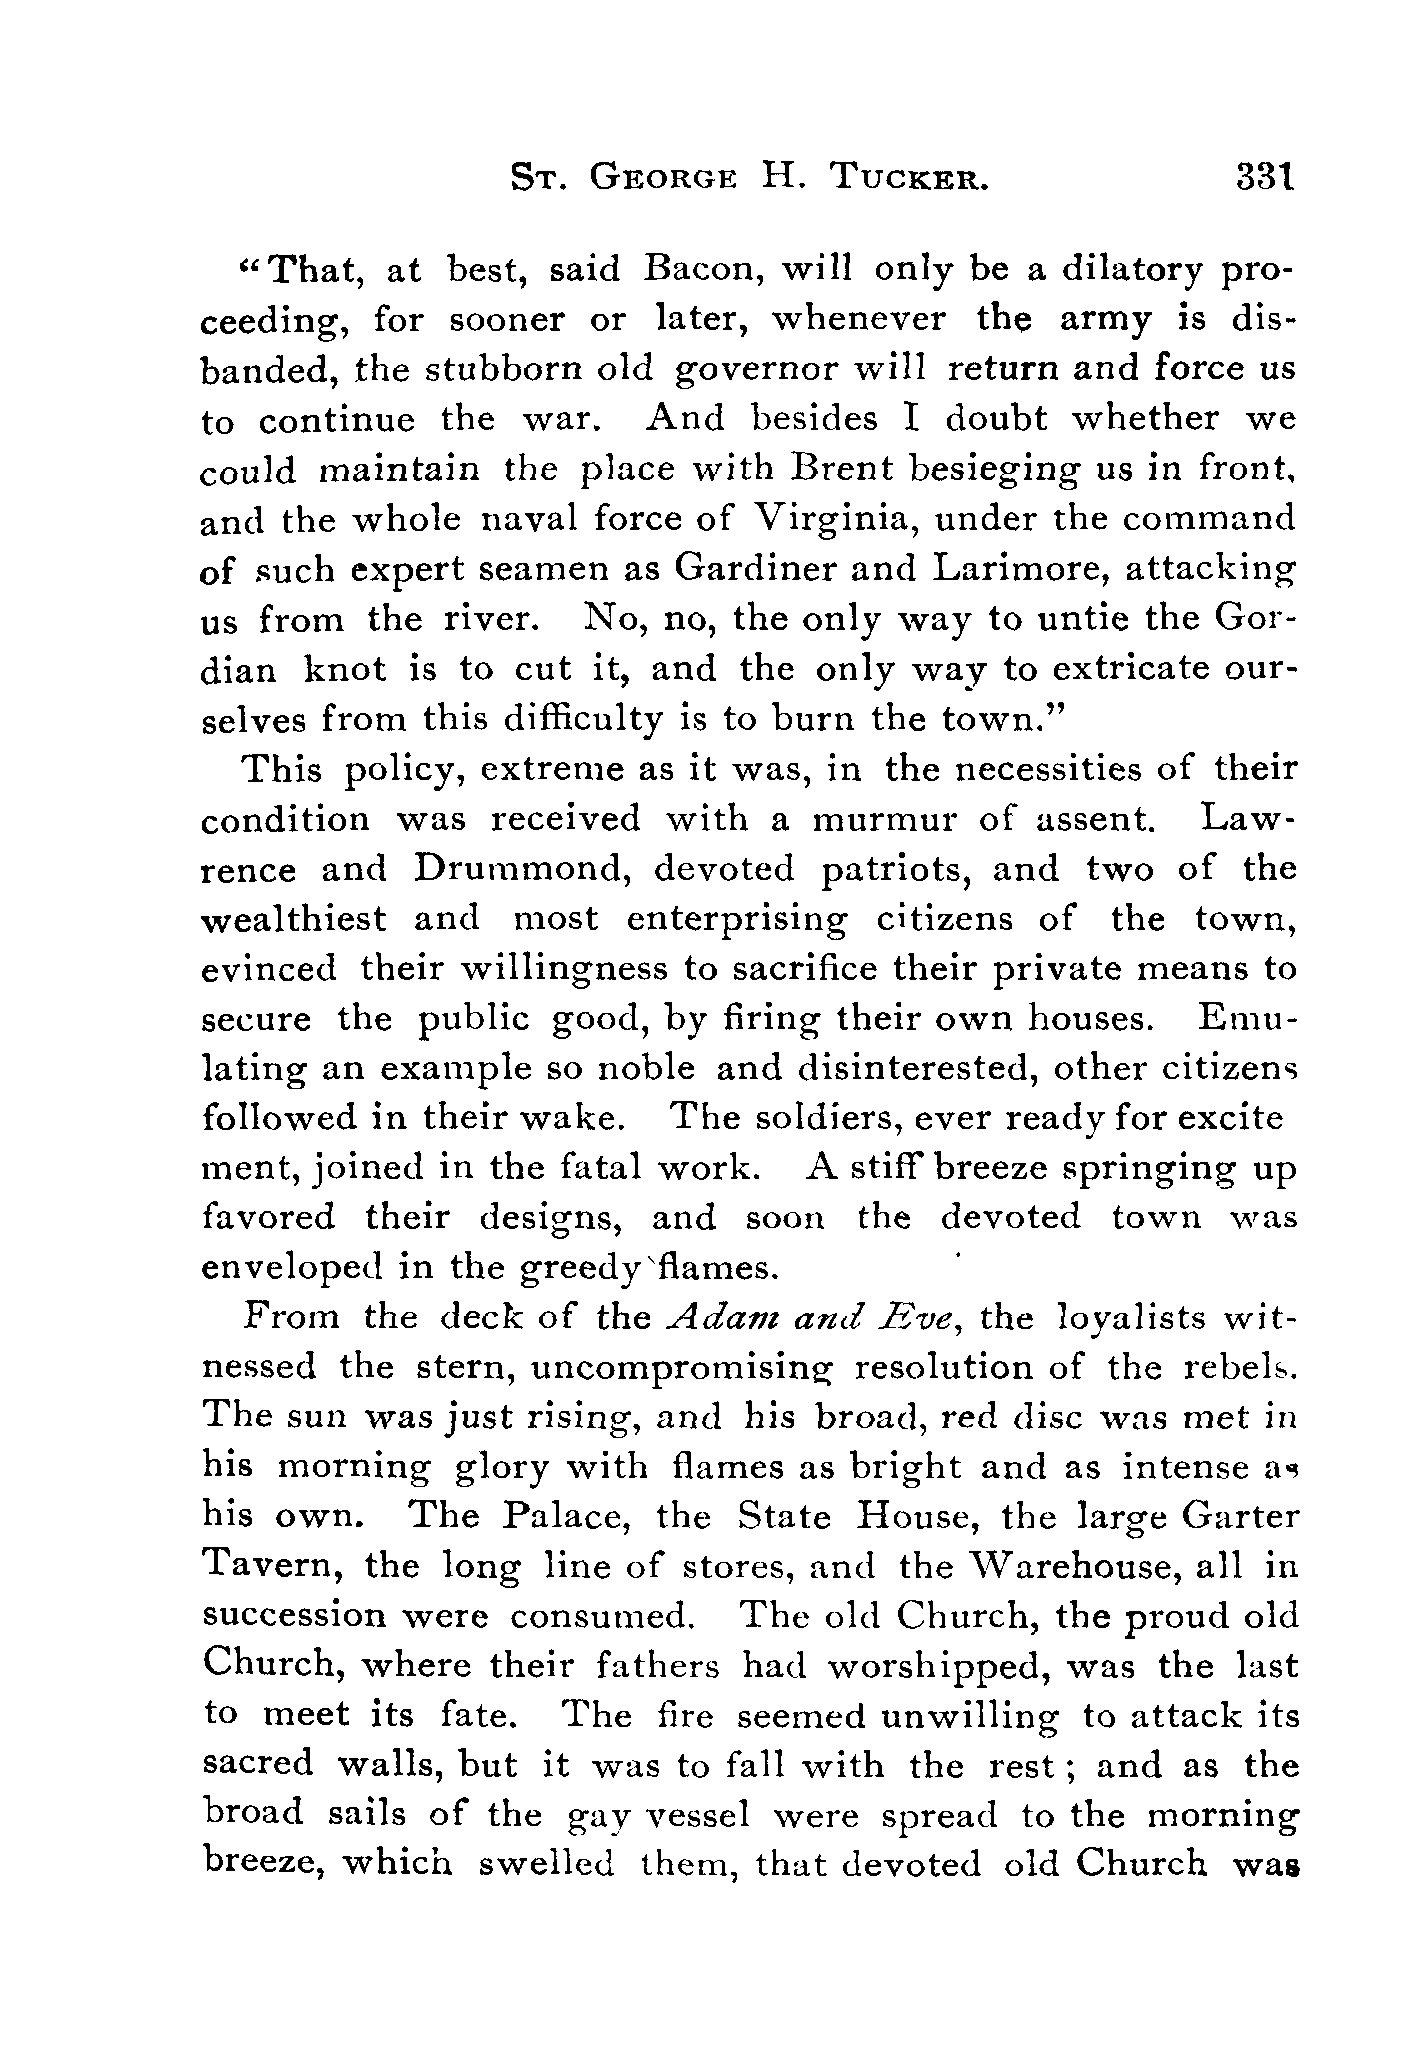 ST. GEORGE H. TUCKER. 331
“That, at best, said Bacon, will only be a dilatory pro-
ceeding, for sooner or later, whenever the army is dis-
banded, the stubborn old governor will return and force us
to continue the war. And besides I doubt whether we
could maintain the place with Brent besieging us in front,
and the whole naval force of Virginia, under the command
of such expert seamen as Gardiner and Larimore, attacking
us from the river. No, no, the only way to untie the Gor-
dian knot is to cut it, and the only way to extricate our-
selves from this difficulty is to burn the town.”
This policy, extreme as it was, in the necessities of their
condition was received with a murmur of assent. Law-
rence and Drummond, devoted patriots, and two of the
wealthiest and most enterprising citizens of the town,
evinced their willingness to sacrifice their private means to
secure the public good, by firing their own houses. Emu-
lating an example so noble and disinterested, other citizens
followed in their wake. The soldiers, ever ready for excite
ment, joined in the fatal work. A stiff breeze springing up
favored their designs, and soon the devoted town was
enveloped in the greedy flames.
From the deck of the Adam and Eve, the loyalists wit-
nessed the stern, uncompromising resolution of the rebels.
The sun was just rising, and his broad, red disc was met in
his morning glory with flames as bright and as intense as
his own. The Palace, the State House, the large Garter
Tavern, the long line of stores, and the Warehouse, all in
succession were consumed. The old Church, the proud old
Church, where their fathers had worshipped, was the last
to meet its fate. The fire seemed unwilling to attack its
sacred walls, but it was to fall with the rest ; and as the
broad sails of the gay vessel were spread to the morning
breeze, which swelled them, that devoted old Church was